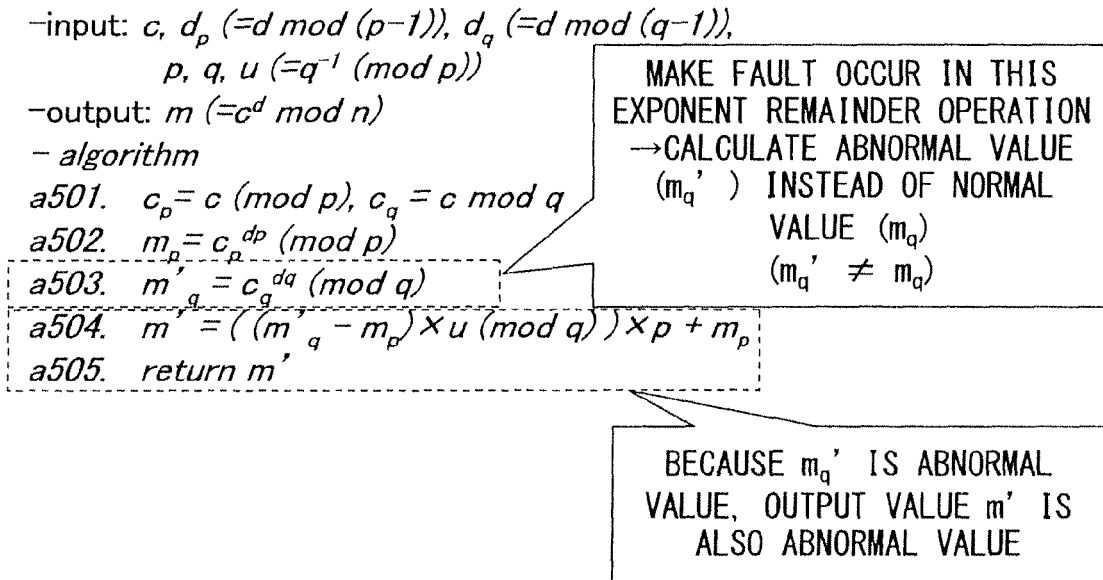 -input: c, d_p (=d mod (p-1)), d_q (=d mod (q-1)),
p, q, u (=q^-1 (mod p))
-output: m (=c^d mod n)
- algorithm
a501. c_p = c (mod p), c_q = c mod q
a502. m_p = c_p^dp (mod p)
a503. m'_q = c_q^dq (mod q)
a504. m' = ( (m'_q - m_p) × u (mod q) ) × p + m_p
a505. return m'
MAKE FAULT OCCUR IN THIS
EXPONENT REMAINDER OPERATION
→CALCULATE ABNORMAL VALUE
(m_q' ) INSTEAD OF NORMAL
VALUE (m_q)
(m_q' ≠ m_q)
BECAUSE m_q' IS ABNORMAL
VALUE, OUTPUT VALUE m' IS
ALSO ABNORMAL VALUE